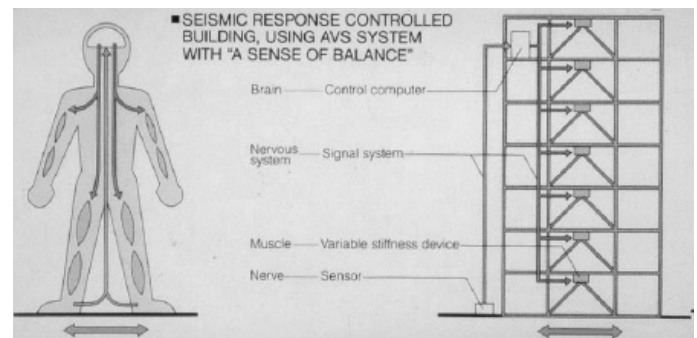 ■ SEISMIC RESPONSE CONTROLLED
BUILDING, USING AVS SYSTEM
WITH “A SENSE OF BALANCE”
Brain Control computer
Nervous
system Signal system
Muscle Variable stiffness device
Nerve Sensor